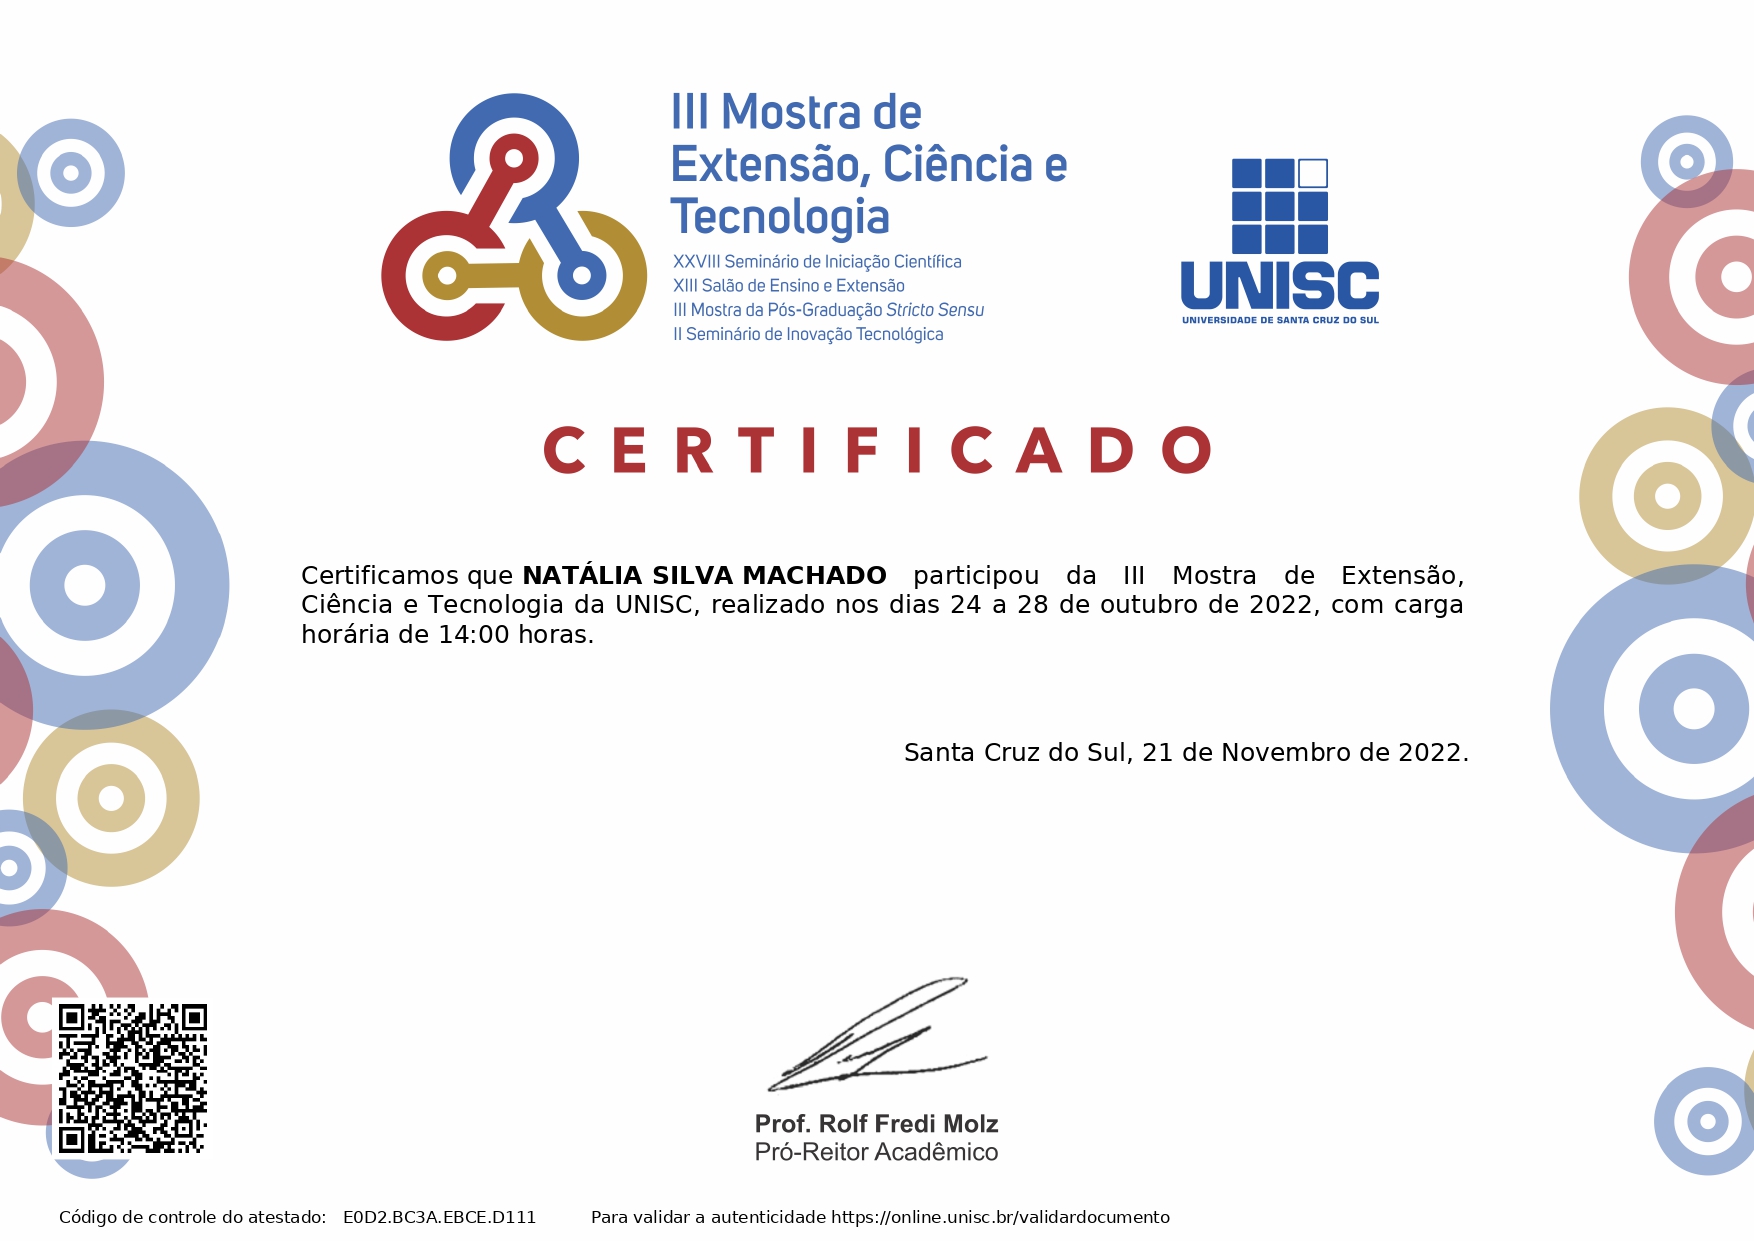 III Mostra de
Extensão, Ciência e
Tecnologia
XXVIII Seminário de Iniciação Científica
XIII Salão de Ensino e Extensão
III Mostra da Pós-Graduação Stricto Sensu
II Seminário de Inovação Tecnológica
UNISC
UNIVERSIDADE DE SANTA CRUZ DO SUL
CERTIFICADO
Certificamos que NATÁLIA SILVA MACHADO participou da III Mostra de Extensão,
Ciência e Tecnologia da UNISC, realizado nos dias 24 a 28 de outubro de 2022, com carga
horária de 14:00 horas.
Santa Cruz do Sul, 21 de Novembro de 2022.
Prof. Rolf Fredi Molz
Pró-Reitor Acadêmico
Código de controle do atestado: E0D2.BC3A.EBCE.D111 Para validar a autenticidade https://online.unisc.br/validardocumento